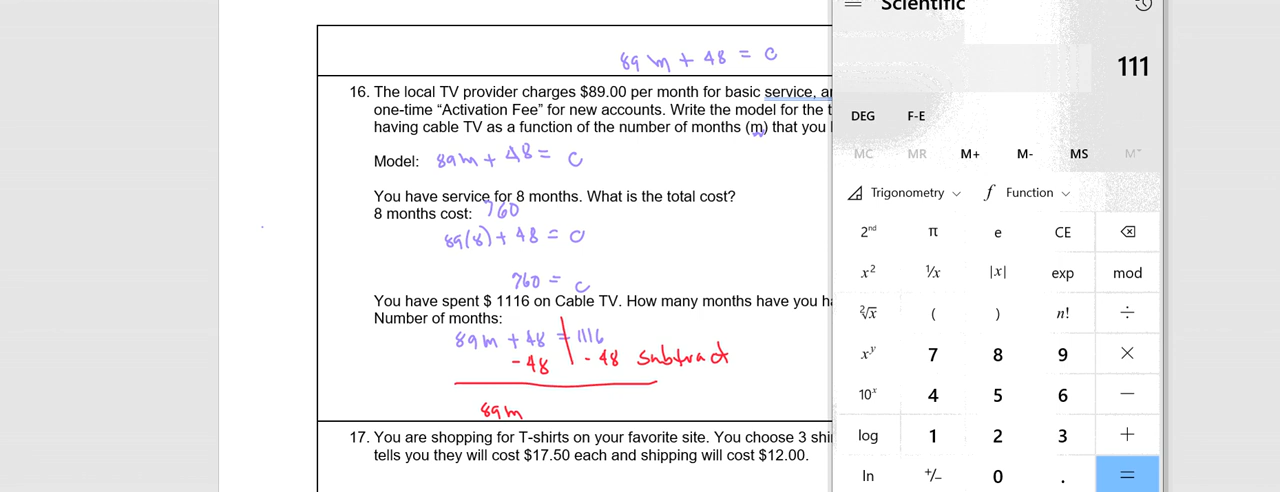 89m + 48 = c
16. The local TV provider charges $89.00 per month for basic service, a
one-time “Activation Fee” for new accounts. Write the model for the t
having cable TV as a function of the number of months (m) that you
Model: 89m + 48 = c
You have service for 8 months. What is the total cost?
8 months cost: 760
89(8) + 48 = c
760 = c
You have spent $ 1116 on Cable TV. How many months have you h
Number of months:
89m + 48 = 1116
- 48 - 48 subtract
89m
17. You are shopping for T-shirts on your favorite site. You choose 3 shi
tells you they will cost $17.50 each and shipping will cost $12.00.
Scientific
111
DEG F-E
MC MR M+ M- MS M˅
Trigonometry Function
2ⁿᵈ π e CE
x² ¹/x |x| exp mod
²√x ( ) n! ÷
xʸ 7 8 9 ×
10ˣ 4 5 6 −
log 1 2 3 +
ln +/− 0 . =